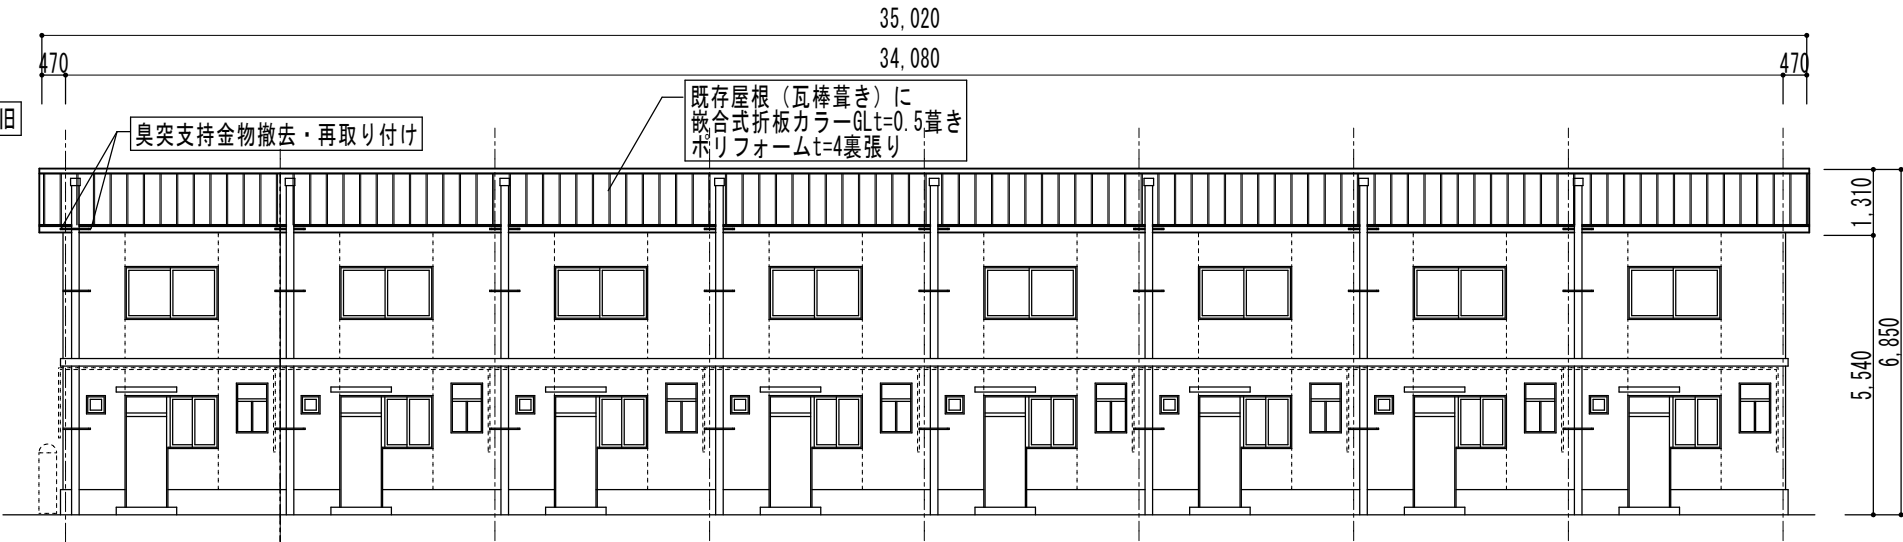 35,020
470
34,080
470
旧
臭突支持金物撤去・再取り付け
既存屋根（瓦棒葺き）に
嵌合式折板カラーGLt=0.5葺き
ポリフォームt=4裏張り
1,310
5,540
6,850